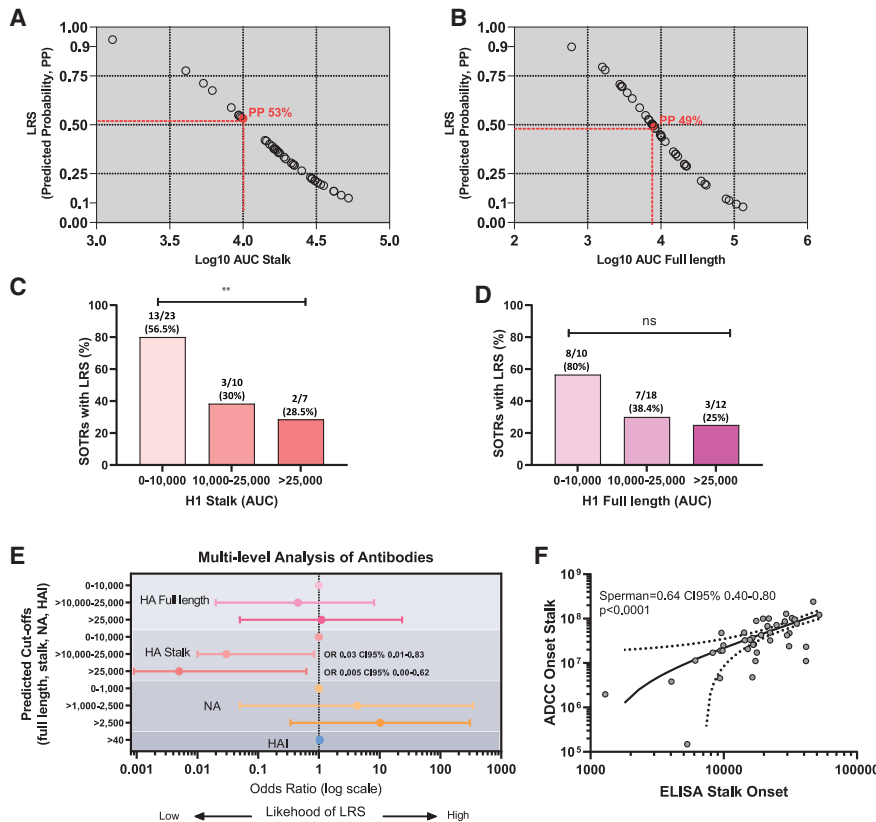 A
1.00
0.9
0.75
0.50
0.25
0.1
0.00
LRS
(Predicted Probability, PP)
PP 53%
3.0 3.5 4.0 4.5 5.0
Log10 AUC Stalk
B
1.00
0.9
0.75
0.50
0.25
0.1
0.00
LRS
(Predicted Probability, PP)
PP 49%
2 3 4 5 6
Log10 AUC Full length
C
100
80
60
40
20
0
SOTRs with LRS (%)
**
13/23
(56.5%)
3/10
(30%)
2/7
(28.5%)
0-10,000 10,000-25,000 >25,000
H1 Stalk (AUC)
D
100
80
60
40
20
0
SOTRs with LRS (%)
ns
8/10
(80%)
7/18
(38.4%)
3/12
(25%)
0-10,000 10,000-25,000 >25,000
H1 Full length (AUC)
E
Multi-level Analysis of Antibodies
Predicted Cut-offs
(full length, stalk, NA, HAI)
0-10,000
>10,000-25,000
>25,000
HA Full length
0-10,000
>10,000-25,000
>25,000
HA Stalk
OR 0.03 CI95% 0.01-0.83
OR 0.005 CI95% 0.00-0.62
0-1,000
>1,000-2,500
>2,500
NA
>40
HAI
0.001 0.01 0.1 1 10 100 1000
Odds Ratio (log scale)
Low Likehood of LRS High
F
10^9
10^8
10^7
10^6
10^5
ADCC Onset Stalk
Sperman=0.64 CI95% 0.40-0.80
p<0,0001
1000 10000 100000
ELISA Stalk Onset